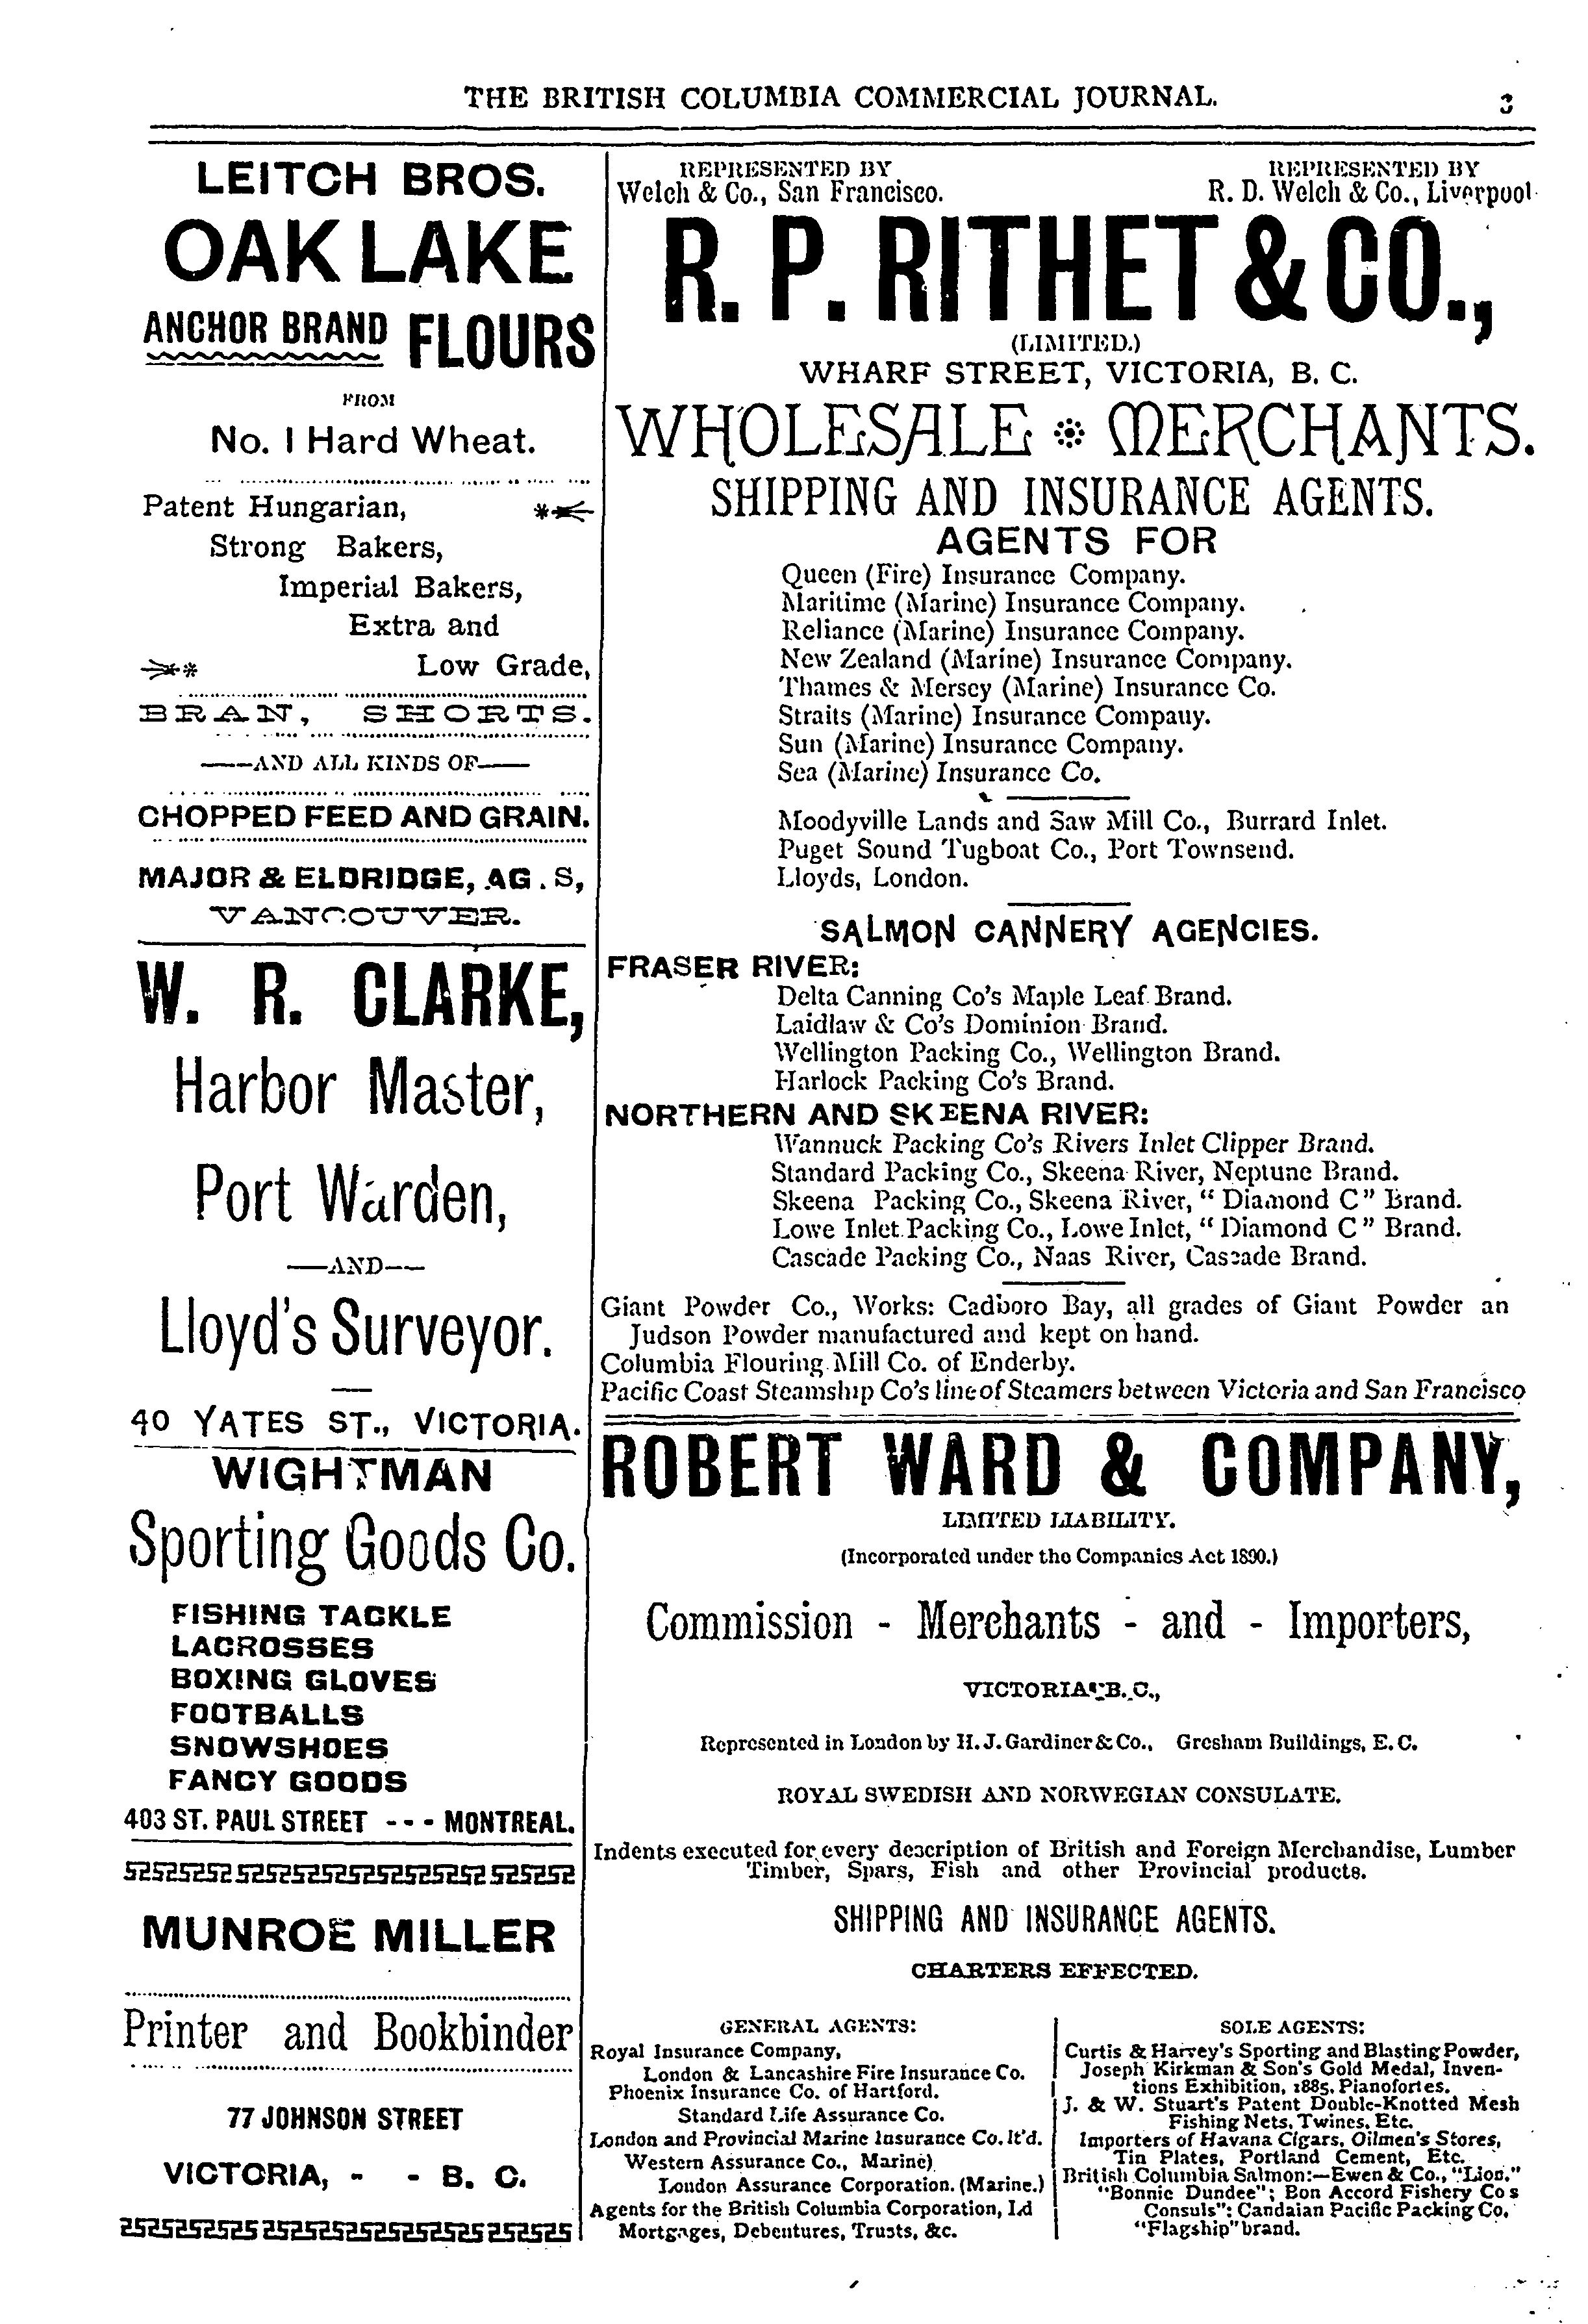 THE BRITISH COLUMBIA COMMERCIAL JOURNAL.
3
LEITCH BROS.
OAK LAKE
ANCHOR BRAND FLOURS
FROM
No. 1 Hard Wheat.
Patent Hungarian,
Strong Bakers,
Imperial Bakers,
Extra and
Low Grade,
BRAN, SHORTS.
—AND ALL KINDS OF—
CHOPPED FEED AND GRAIN.
MAJOR & ELDRIDGE, AG.S,
VANCOUVER.
W. R. CLARKE,
Harbor Master,
Port Warden,
—AND—
Lloyd's Surveyor.
40 YATES ST., VICTORIA.
WIGHTMAN
Sporting Goods Co.
FISHING TACKLE
LACROSSES
BOXING GLOVES
FOOTBALLS
SNOWSHOES
FANCY GOODS
403 ST. PAUL STREET - - - MONTREAL.
MUNROE MILLER
Printer and Bookbinder
77 JOHNSON STREET
VICTORIA, - - B. C.
REPRESENTED BY
Welch & Co., San Francisco.
REPRESENTED BY
R. D. Welch & Co., Liverpool
R. P. RITHET & CO.,
(LIMITED.)
WHARF STREET, VICTORIA, B. C.
WHOLESALE MERCHANTS.
SHIPPING AND INSURANCE AGENTS.
AGENTS FOR
Queen (Fire) Insurance Company.
Maritime (Marine) Insurance Company.
Reliance (Marine) Insurance Company.
New Zealand (Marine) Insurance Company.
Thames & Mersey (Marine) Insurance Co.
Straits (Marine) Insurance Company.
Sun (Marine) Insurance Company.
Sea (Marine) Insurance Co.
Moodyville Lands and Saw Mill Co., Burrard Inlet.
Puget Sound Tugboat Co., Port Townsend.
Lloyds, London.
SALMON CANNERY AGENCIES.
FRASER RIVER:
Delta Canning Co's Maple Leaf Brand.
Laidlaw & Co's Dominion Brand.
Wellington Packing Co., Wellington Brand.
Harlock Packing Co's Brand.
NORTHERN AND SKEENA RIVER:
Wannuck Packing Co's Rivers Inlet Clipper Brand.
Standard Packing Co., Skeena River, Neptune Brand.
Skeena Packing Co., Skeena River, "Diamond C" Brand.
Lowe Inlet Packing Co., Lowe Inlet, "Diamond C" Brand.
Cascade Packing Co., Naas River, Cascade Brand.
Giant Powder Co., Works: Cadboro Bay, all grades of Giant Powder an
Judson Powder manufactured and kept on hand.
Columbia Flouring Mill Co. of Enderby.
Pacific Coast Steamship Co's line of Steamers between Victoria and San Francisco
ROBERT WARD & COMPANY,
LIMITED LIABILITY.
(Incorporated under the Companies Act 1890.)
Commission - Merchants - and - Importers,
VICTORIA, B. C.,
Represented in London by H. J. Gardiner & Co., Gresham Buildings, E. C.
ROYAL SWEDISH AND NORWEGIAN CONSULATE.
Indents executed for every description of British and Foreign Merchandise, Lumber
Timber, Spars, Fish and other Provincial products.
SHIPPING AND INSURANCE AGENTS.
CHARTERS EFFECTED.
GENERAL AGENTS:
Royal Insurance Company,
London & Lancashire Fire Insurance Co.
Phoenix Insurance Co. of Hartford.
Standard Life Assurance Co.
London and Provincial Marine Insurance Co. lt'd.
Western Assurance Co., Marine)
London Assurance Corporation. (Marine.)
Agents for the British Columbia Corporation, Ld
Mortgages, Debentures, Trusts, &c.
SOLE AGENTS:
Curtis & Harvey's Sporting and Blasting Powder,
Joseph Kirkman & Son's Gold Medal, Inven-
tions Exhibition, 1885, Pianofortes.
J. & W. Stuart's Patent Double-Knotted Mesh
Fishing Nets, Twines, Etc.
Importers of Havana Cigars, Oilmen's Stores,
Tin Plates, Portland Cement, Etc.
British Columbia Salmon:—Ewen & Co., "Lion,"
"Bonnie Dundee"; Bon Accord Fishery Co s
Consuls"; Candaian Pacific Packing Co,
"Flagship" brand.